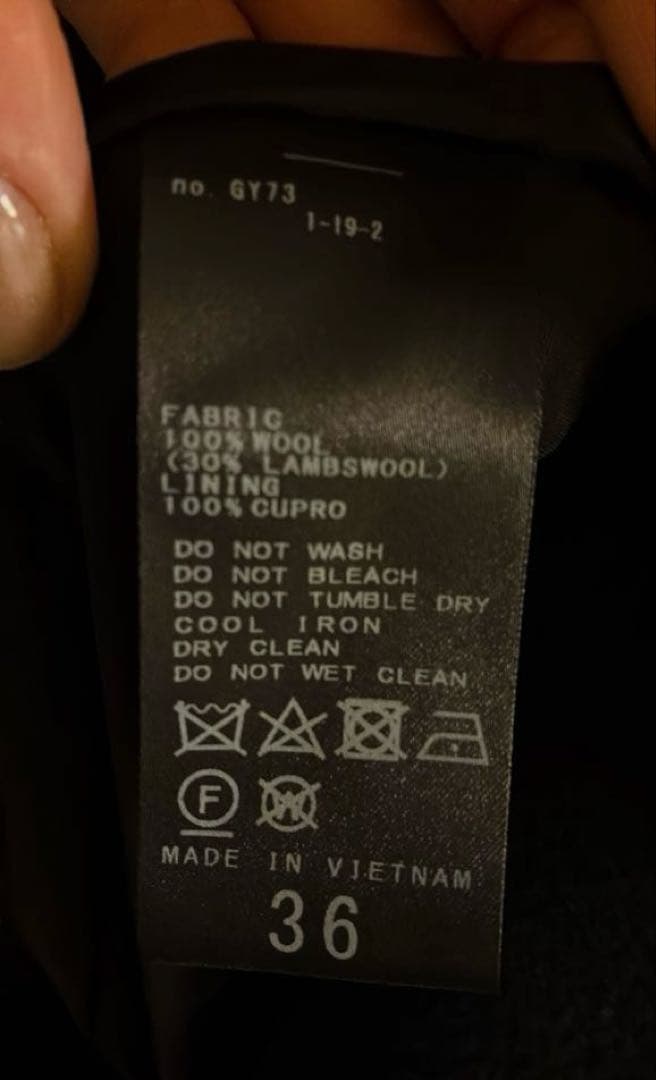 no. GY73
1-19-2
FABRIC
100% WOOL
(30% LAMBSWOOL)
LINING
100% CUPRO
DO NOT WASH
DO NOT BLEACH
DO NOT TUMBLE DRY
COOL IRON
DRY CLEAN
DO NOT WET CLEAN
F W
MADE IN VIETNAM
36